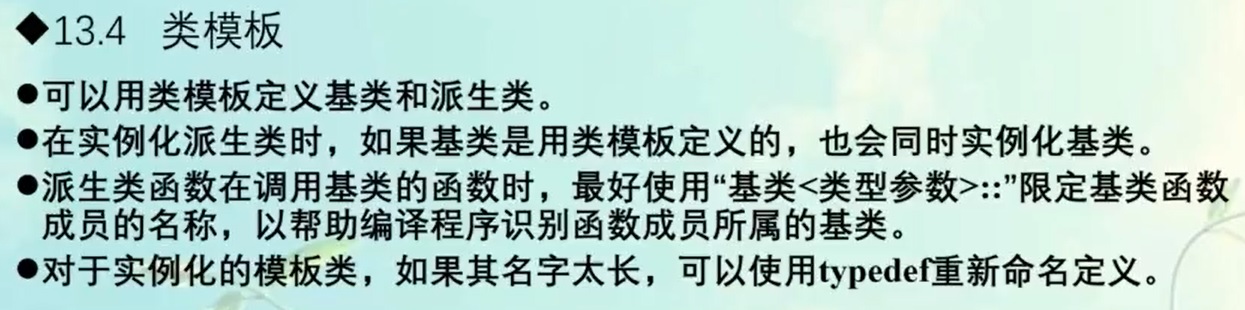 ◆13.4 类模板
●可以用类模板定义基类和派生类。
●在实例化派生类时，如果基类是用类模板定义的，也会同时实例化基类。
●派生类函数在调用基类的函数时，最好使用“基类<类型参数>::”限定基类函数
成员的名称，以帮助编译程序识别函数成员所属的基类。
●对于实例化的模板类，如果其名字太长，可以使用typedef重新命名定义。